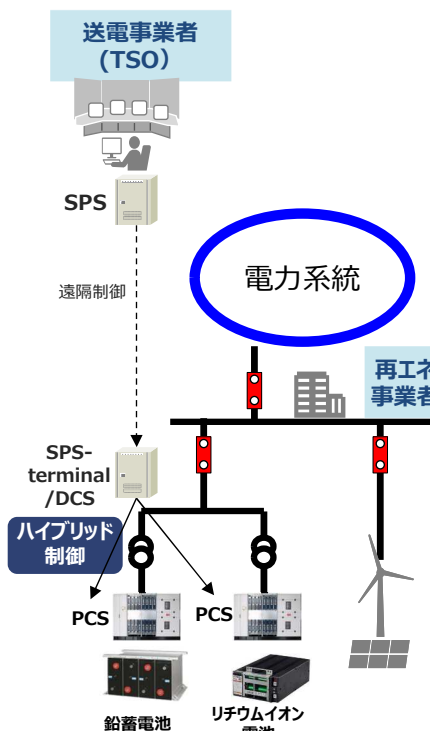 送電事業者
(TSO）
SPS
遠隔制御
電力系統
再エネ
事業者
SPS-
terminal
/DCS
ハイブリッド
制御
PCS
PCS
鉛蓄電池
リチウムイオン
電池